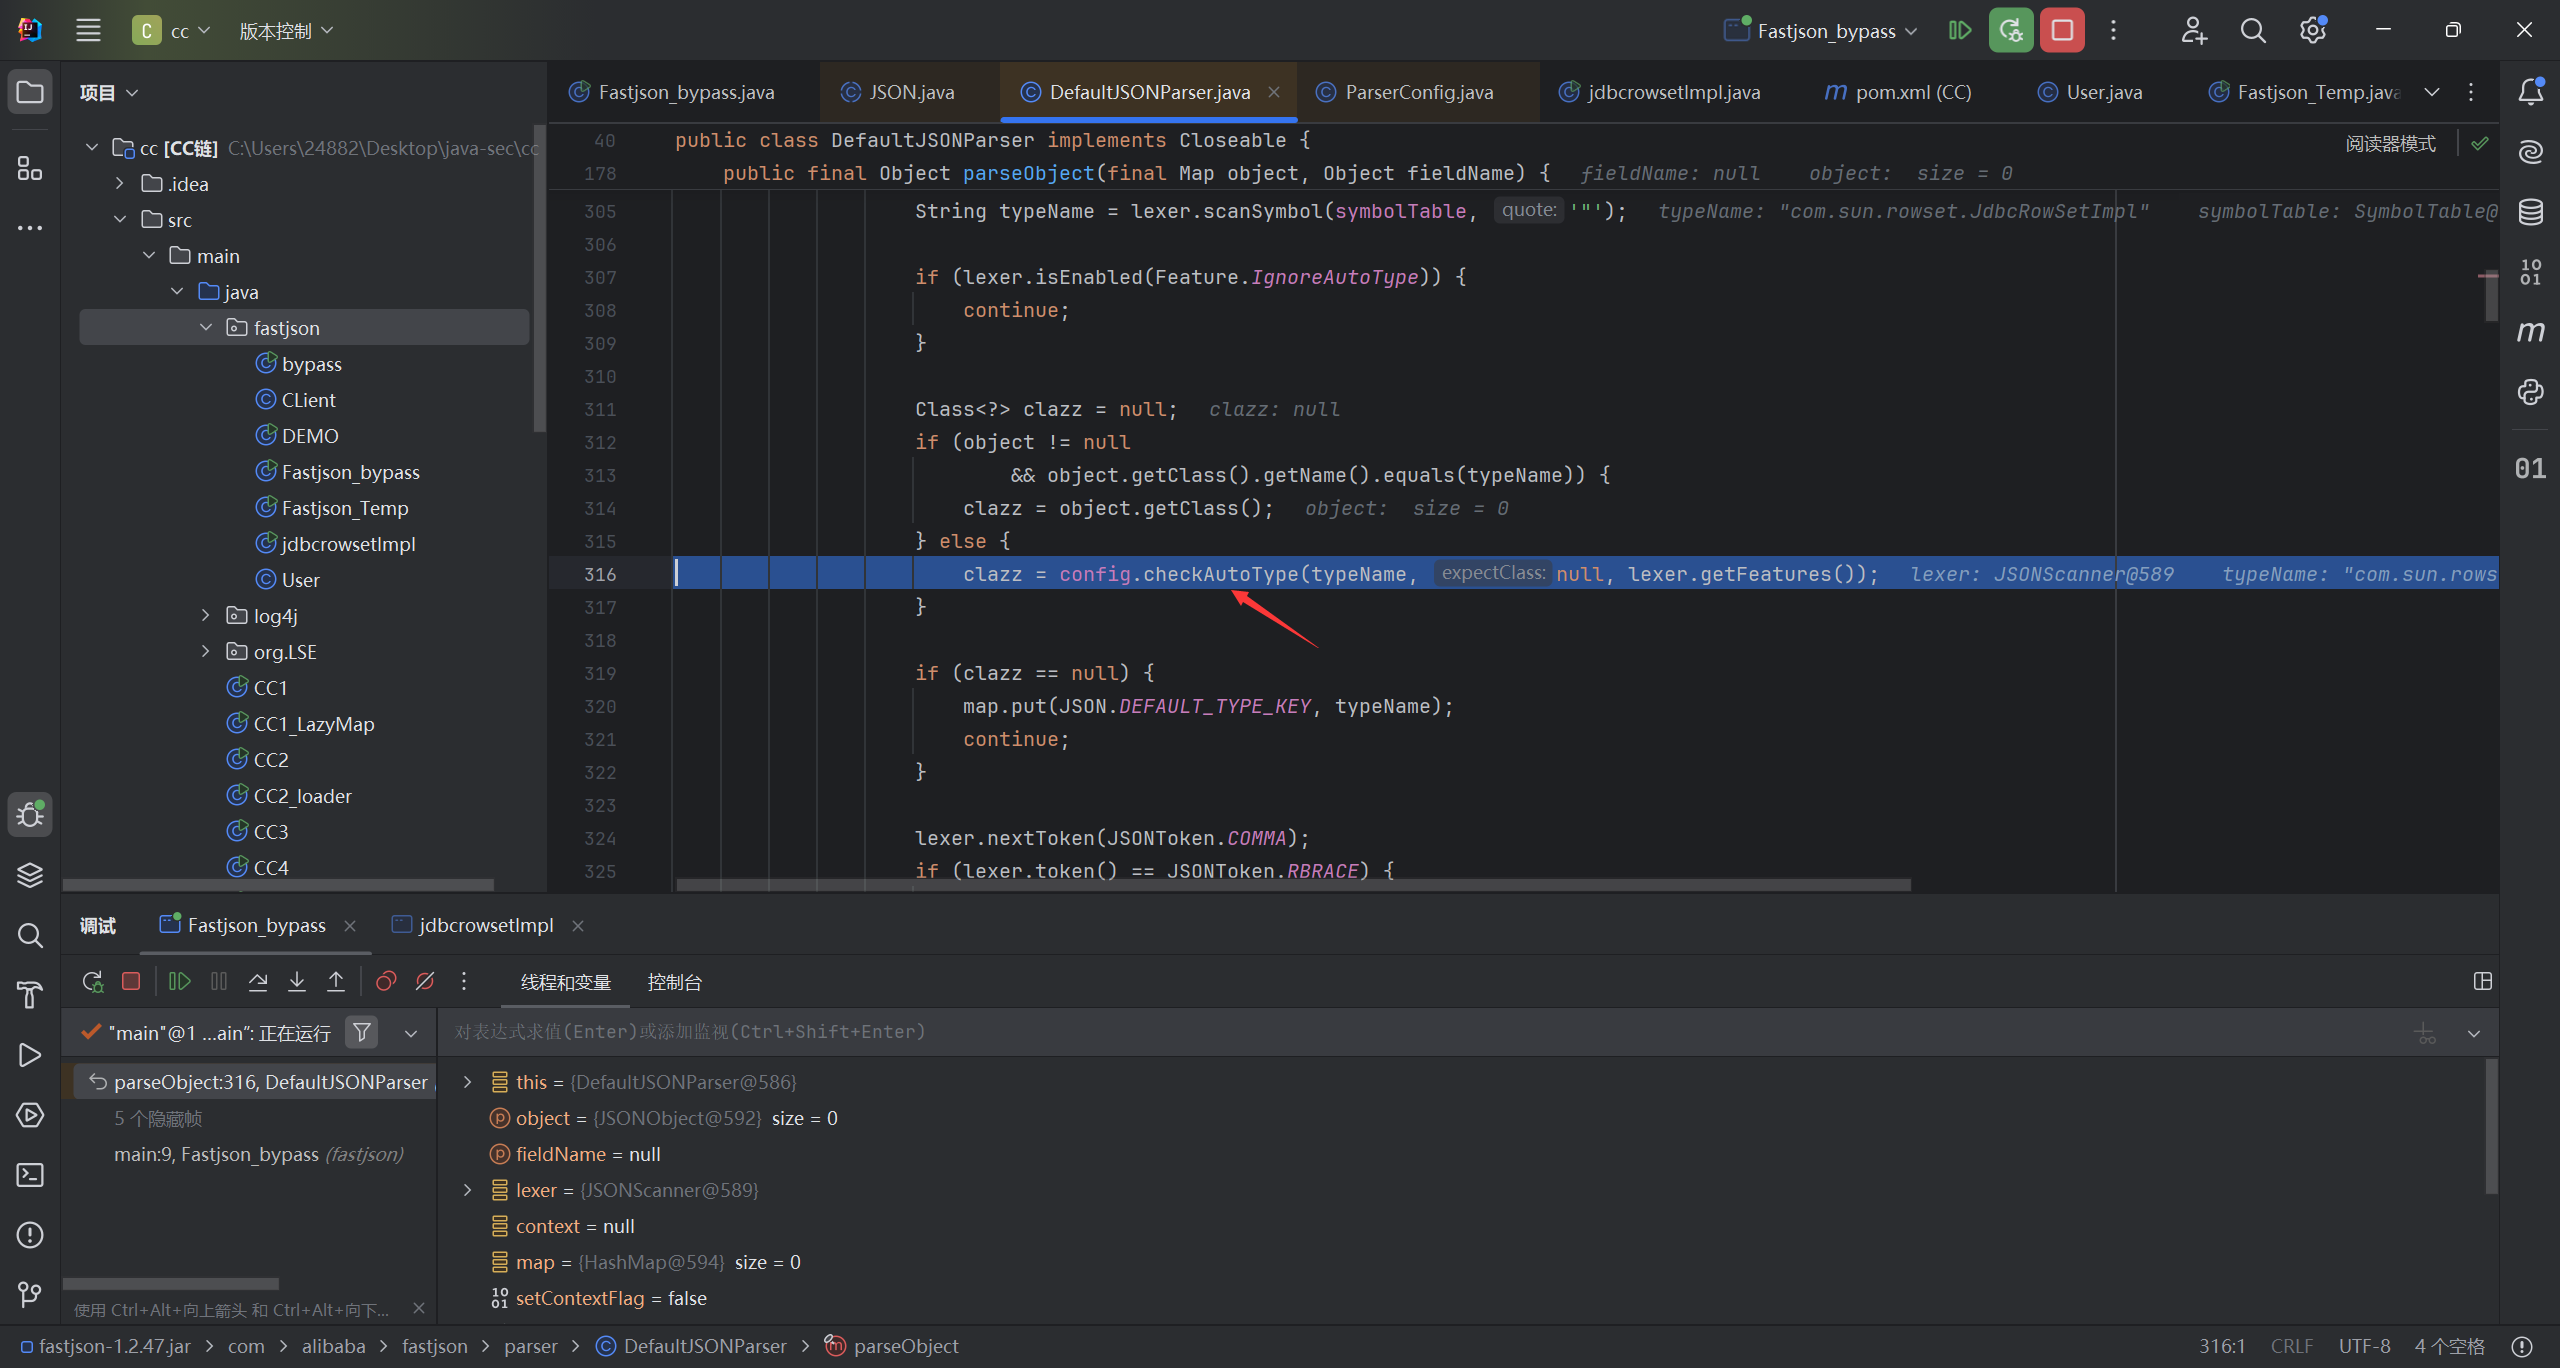 C cc 版本控制 Fastjson_bypass
项目
cc [CC链] C:\Users\24882\Desktop\java-sec\cc
.idea
src
main
java
fastjson
bypass
CLient
DEMO
Fastjson_bypass
Fastjson_Temp
jdbcrowsetlmpl
User
log4j
org.LSE
CC1
CC1_LazyMap
CC2
CC2_loader
CC3
CC4
Fastjson_bypass.java JSON.java DefaultJSONParser.java ParserConfig.java jdbcrowsetlmpl.java pom.xml (CC) User.java Fastjson_Temp.java
阅读器模式
40 public class DefaultJSONParser implements Closeable {
178 public final Object parseObject(final Map object, Object fieldName) { fieldName: null object: size = 0
305 String typeName = lexer.scanSymbol(symbolTable, quote: '"'); typeName: "com.sun.rowset.JdbcRowSetImpl" symbolTable: SymbolTable@
306
307 if (lexer.isEnabled(Feature.IgnoreAutoType)) {
308 continue;
309 }
310
311 Class<?> clazz = null; clazz: null
312 if (object != null
313 && object.getClass().getName().equals(typeName)) {
314 clazz = object.getClass(); object: size = 0
315 } else {
316 clazz = config.checkAutoType(typeName, expectClass: null, lexer.getFeatures()); lexer: JSONScanner@589 typeName: "com.sun.rows
317 }
318
319 if (clazz == null) {
320 map.put(JSON.DEFAULT_TYPE_KEY, typeName);
321 continue;
322 }
323
324 lexer.nextToken(JSONToken.COMMA);
325 if (lexer.token() == JSONToken.RBRACE) {
调试 Fastjson_bypass jdbcrowsetlmpl
线程和变量 控制台
"main"@1 ...ain": 正在运行
对表达式求值(Enter)或添加监视(Ctrl+Shift+Enter)
parseObject:316, DefaultJSONParser
5 个隐藏帧
main:9, Fastjson_bypass (fastjson)
this = {DefaultJSONParser@586}
object = {JSONObject@592} size = 0
fieldName = null
lexer = {JSONScanner@589}
context = null
map = {HashMap@594} size = 0
setContextFlag = false
使用 Ctrl+Alt+向上箭头 和 Ctrl+Alt+向下...
fastjson-1.2.47.jar > com > alibaba > fastjson > parser > DefaultJSONParser > parseObject
316:1 CRLF UTF-8 4 个空格